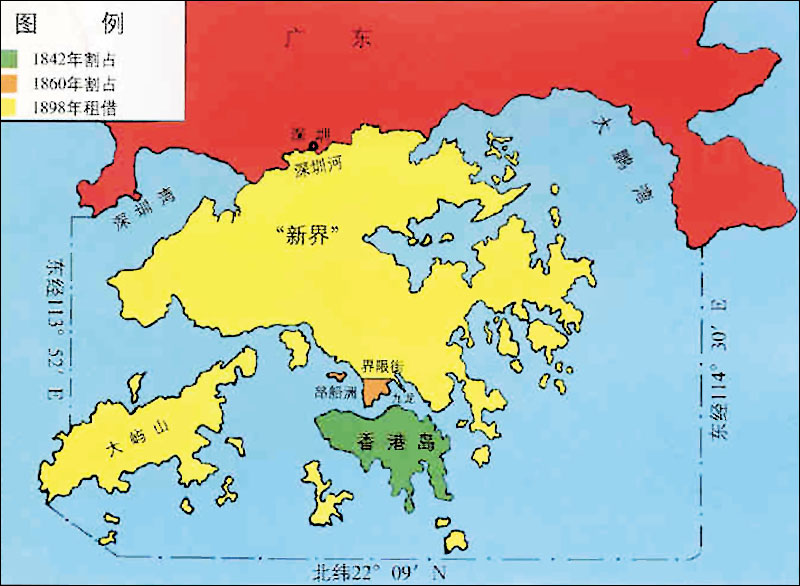 图 例
1842年割占
1860年割占
1898年租借
广 东
深 圳
深圳河
大鹏湾
深圳湾
“新界”
东经113° 52′ E
东经114° 30′ E
界限街
昂船洲
九龙
香港岛
大屿山
北纬22° 09′ N